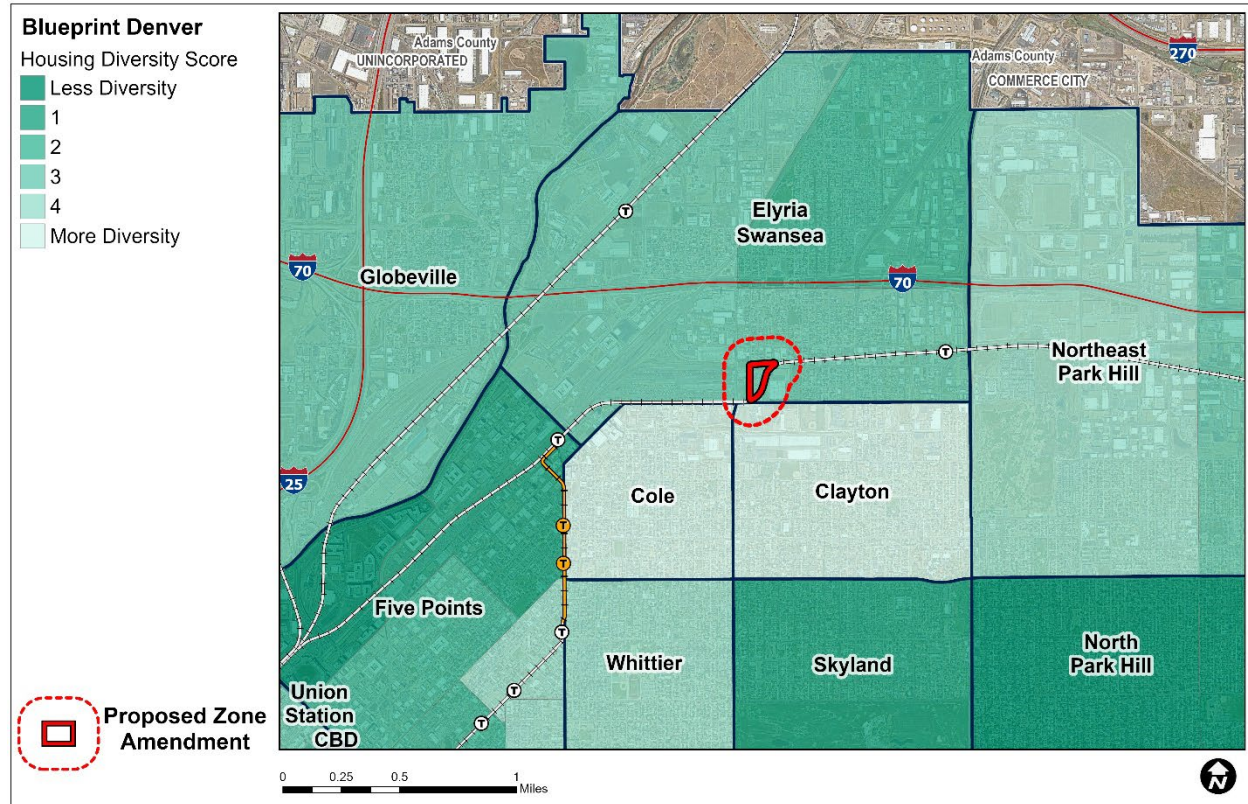 Blueprint Denver
Housing Diversity Score
Less Diversity
1
2
3
4
More Diversity
Proposed Zone
Amendment
Adams County
UNINCORPORATED
Adams County
COMMERCE CITY
270
Elyria
Swansea
T
70
Globeville
70
T
Northeast
Park Hill
T
25
Cole
Clayton
T
T
Five Points
T
Whittier
Skyland
North
Park Hill
T
T
Union
Station
CBD
0 0.25 0.5 1
Miles